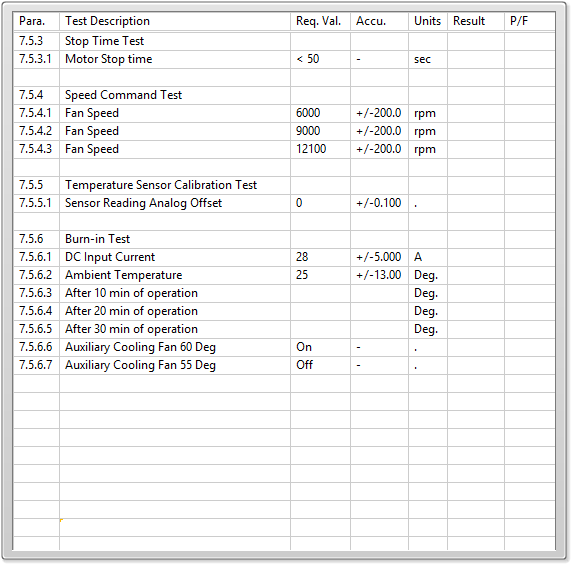 Para. Test Description Req. Val. Accu. Units Result P/F
7.5.3 Stop Time Test
7.5.3.1 Motor Stop time < 50 - sec
7.5.4 Speed Command Test
7.5.4.1 Fan Speed 6000 +/-200.0 rpm
7.5.4.2 Fan Speed 9000 +/-200.0 rpm
7.5.4.3 Fan Speed 12100 +/-200.0 rpm
7.5.5 Temperature Sensor Calibration Test
7.5.5.1 Sensor Reading Analog Offset 0 +/-0.100 .
7.5.6 Burn-in Test
7.5.6.1 DC Input Current 28 +/-5.000 A
7.5.6.2 Ambient Temperature 25 +/-13.00 Deg.
7.5.6.3 After 10 min of operation Deg.
7.5.6.4 After 20 min of operation Deg.
7.5.6.5 After 30 min of operation Deg.
7.5.6.6 Auxiliary Cooling Fan 60 Deg On - .
7.5.6.7 Auxiliary Cooling Fan 55 Deg Off - .